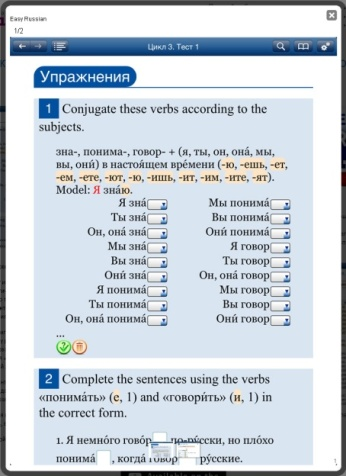 Easy Russian
1/2
Цикл 3. Тест 1
Упражнения
1 Conjugate these verbs according to the
subjects.
зна-, понима-, говор- + (я, ты, он, она́, мы,
вы, они́) в настоя́щем вре́мени (-ю, -ешь, -ет,
-ем, -ете, -ют, -ю, -ишь, -ит, -им, -ите, -ят).
Model: Я зна́ю.
Я зна́
Ты зна́
Он, она́ зна́
Мы зна́
Вы зна́
Они́ зна́
Я понима́
Ты понима́
Он, она́ понима́
Мы понима́
Вы понима́
Они́ понима́
Я говор
Ты говор
Он, она́ говор
Мы говор
Вы говор
Они́ говор
...
2 Complete the sentences using the verbs
«понима́ть» (е, 1) and «говори́ть» (и, 1) in
the correct form.
1. Я немно́го говор по-ру́сски, но пло́хо
понима́ , когда́ говор ру́сские.
1